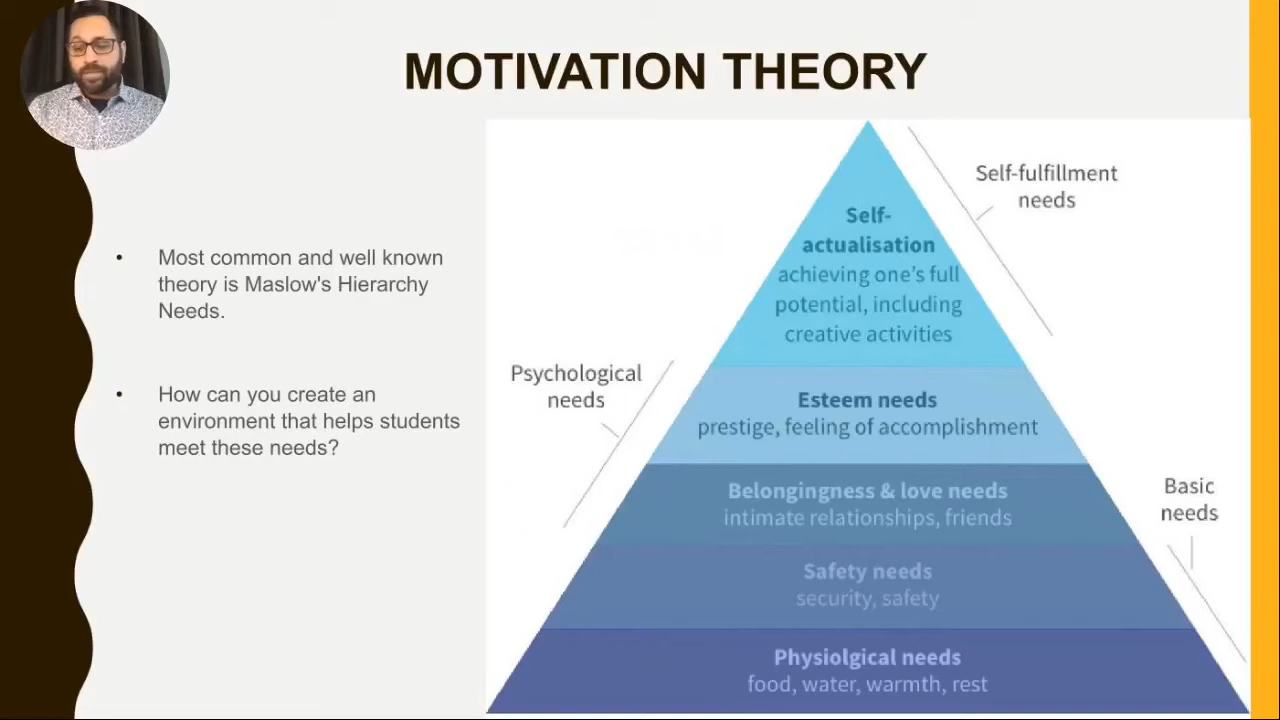 MOTIVATION THEORY
Most common and well known
theory is Maslow's Hierarchy
Needs.
How can you create an
environment that helps students
meet these needs?
Self-fulfillment
needs
Self-
actualisation
achieving one's full
potential, including
creative activities
Psychological
needs
Esteem needs
prestige, feeling of accomplishment
Belongingness & love needs
intimate relationships, friends
Basic
needs
Safety needs
security, safety
Physiolgical needs
food, water, warmth, rest